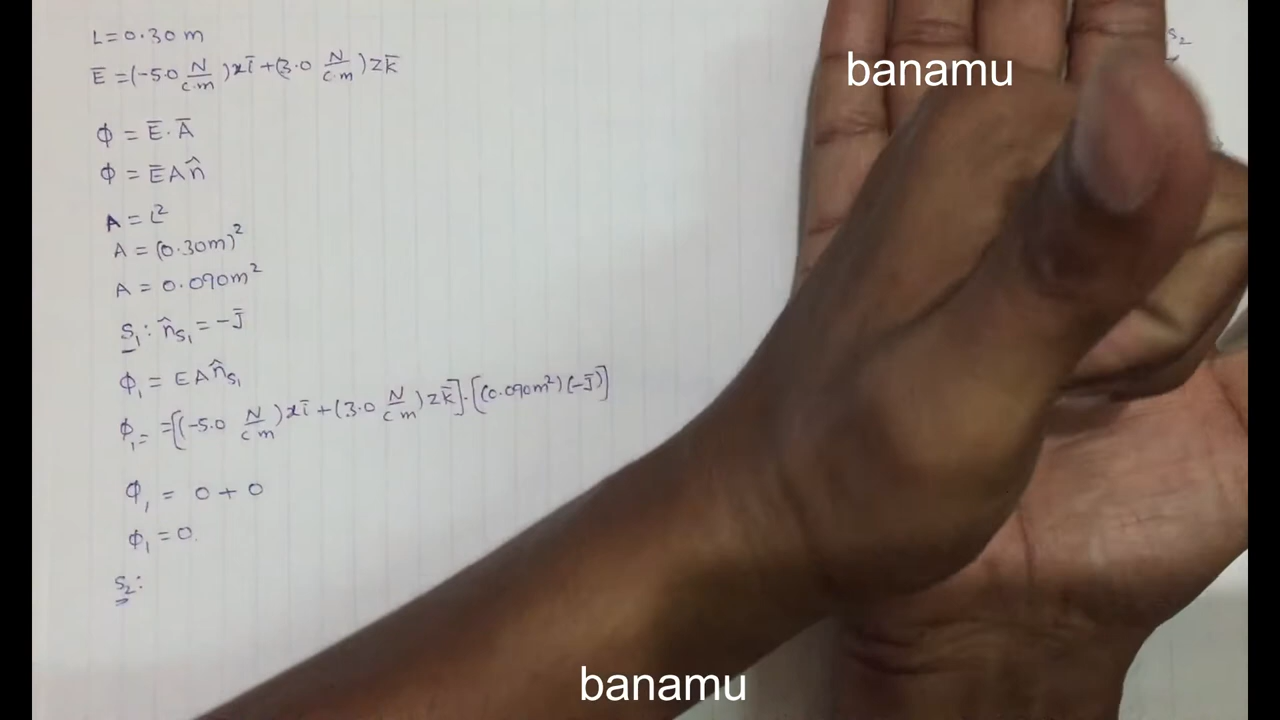 L = 0.30 m
E̅ = (-5.0 N/c.m) x i̅ + (3.0 N/c.m) z k̅
Φ = E̅ . A̅
Φ = E̅ A n̂
A = L²
A = (0.30m)²
A = 0.090m²
S₁ : n̂s₁ = - J̅
Φ₁ = E A n̂s₁
Φ₁ = = [(-5.0 N/c.m) x i̅ + (3.0 N/c.m) z k̅] . [(0.090m²) (-J̅)]
Φ₁ = 0 + 0
Φ₁ = 0.
S₂ :
S₂
banamu
banamu